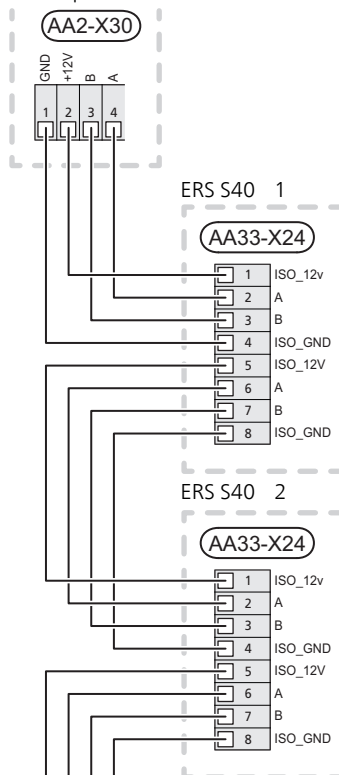 AA2-X30
GND +12V B A
1 2 3 4
ERS S40 1
AA33-X24
1 ISO_12v
2 A
3 B
4 ISO_GND
5 ISO_12V
6 A
7 B
8 ISO_GND
ERS S40 2
AA33-X24
1 ISO_12v
2 A
3 B
4 ISO_GND
5 ISO_12V
6 A
7 B
8 ISO_GND